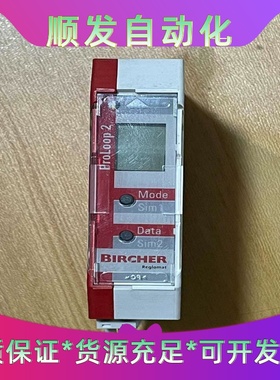 顺发自动化
ProLoop 2
Mode
Sim 1
Data
Sim 2
BIRCHER
Reglomat
质保证*货源充足*可开发